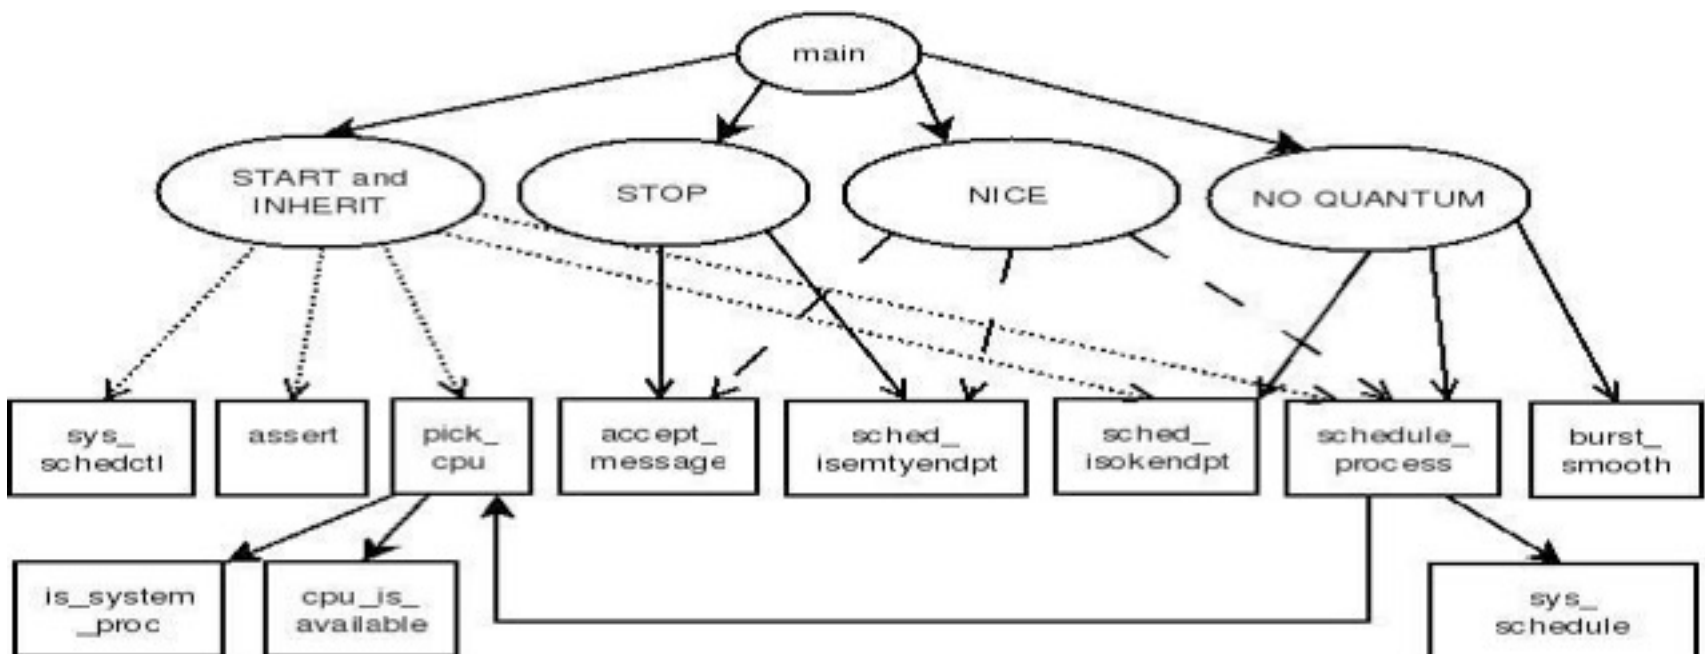 main
START and
INHERIT
STOP
NICE
NO QUANTUM
sys_
schedctl
assert
pick_
cpu
accept_
message
sched_
isemtyendpt
sched_
isokendpt
schedule_
process
burst_
smooth
is_system
_proc
cpu_is_
available
sys_
schedule